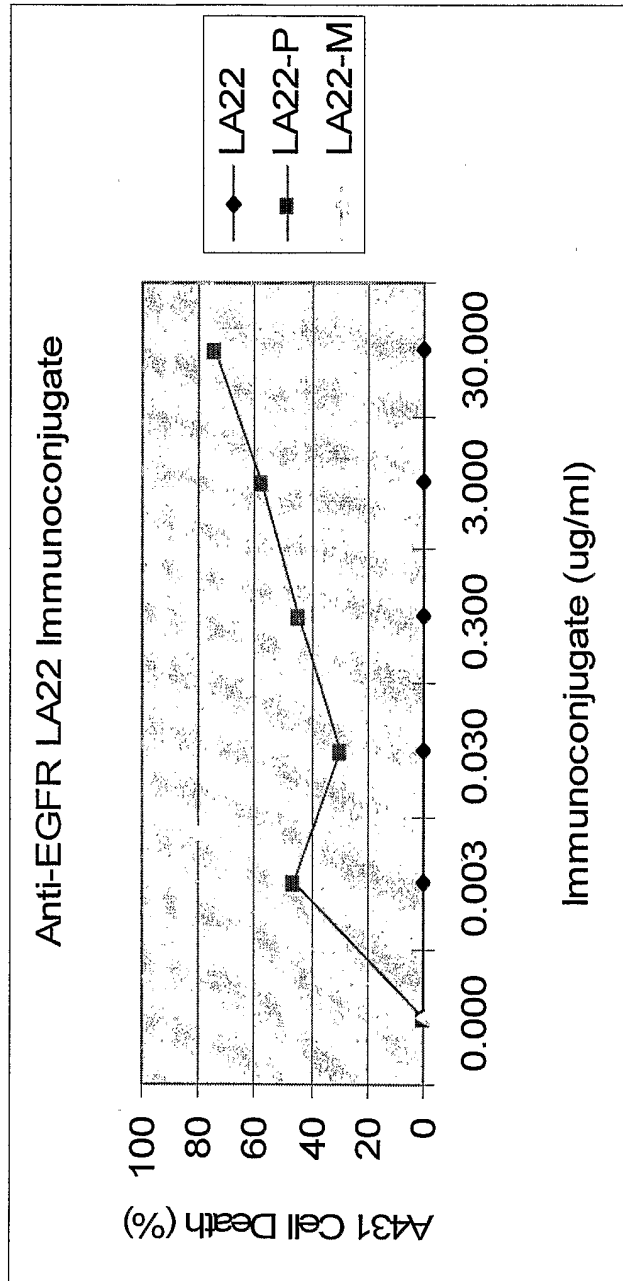 Anti-EGFR LA22 Immunoconjugate
A431 Cell Death (%)
100
80
60
40
20
0
0.000 0.003 0.030 0.300 3.000 30.000
Immunoconjugate (ug/ml)
LA22
LA22-P
LA22-M